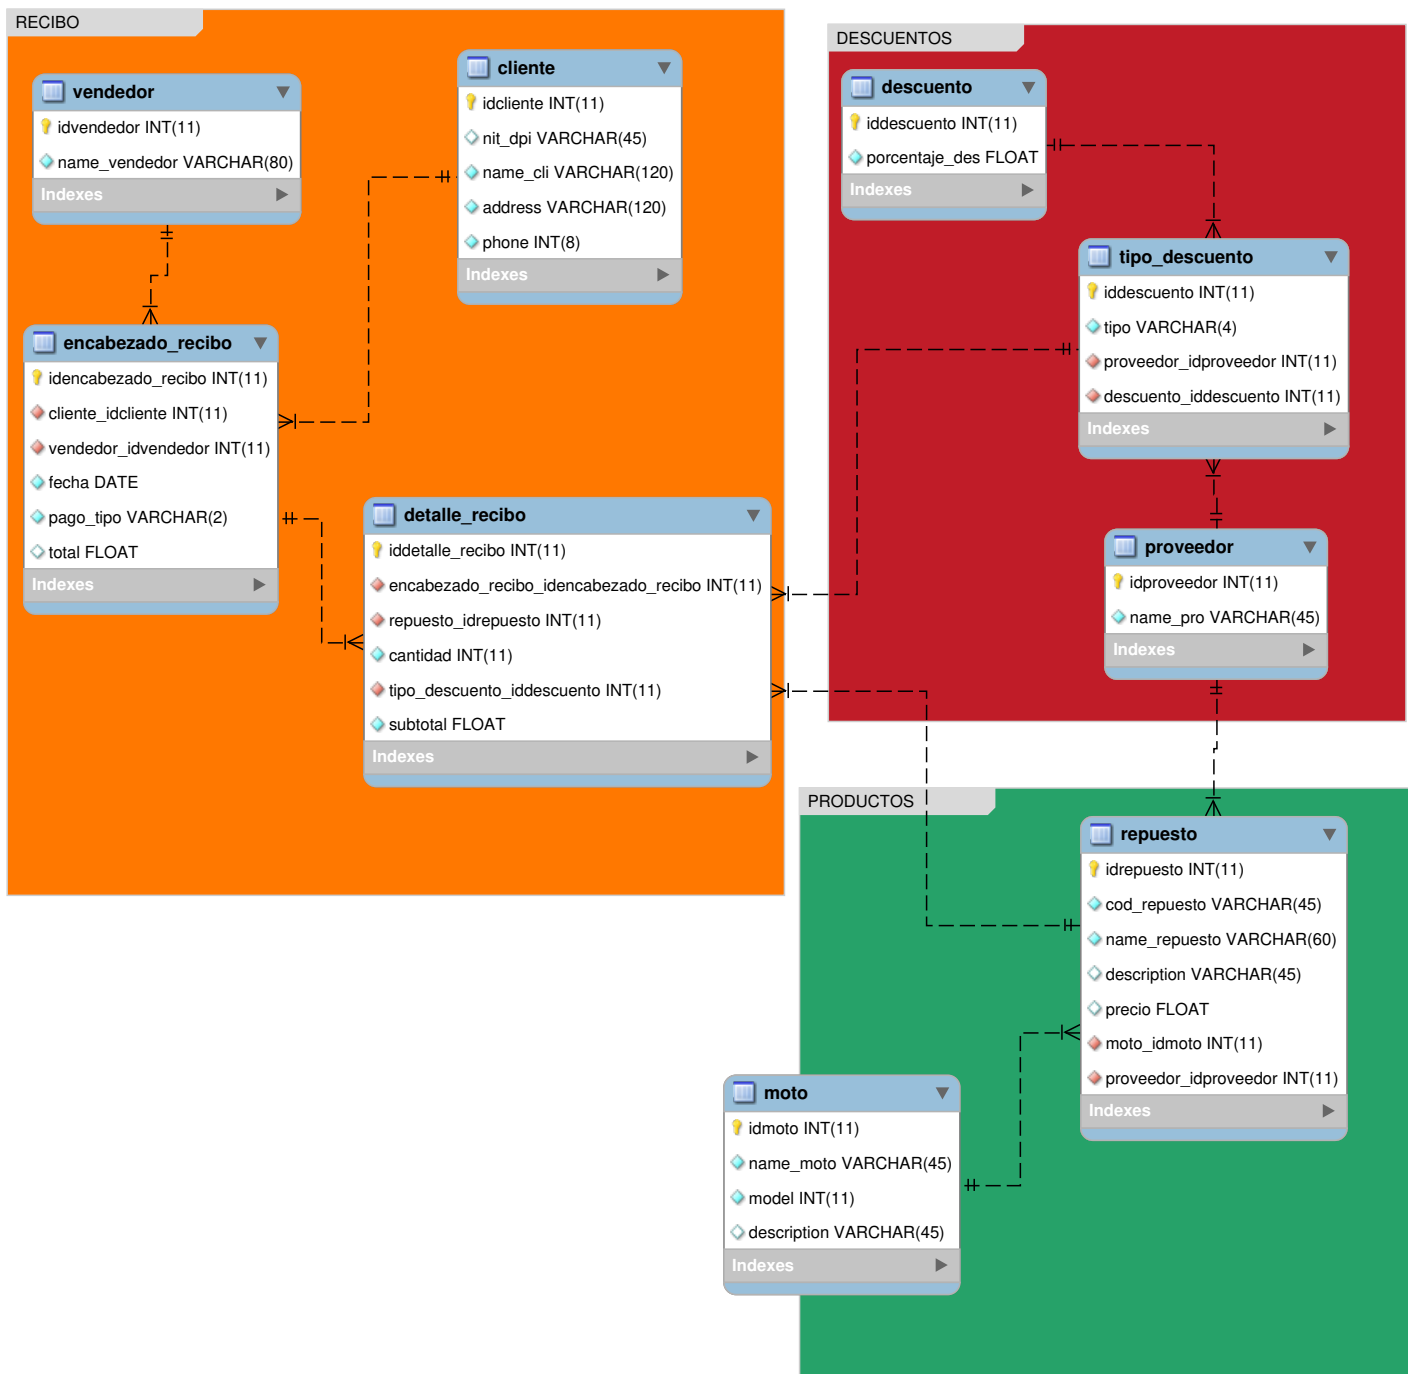 RECIBO
vendedor
idvendedor INT(11)
name_vendedor VARCHAR(80)
Indexes
cliente
idcliente INT(11)
nit_dpi VARCHAR(45)
name_cli VARCHAR(120)
address VARCHAR(120)
phone INT(8)
Indexes
encabezado_recibo
idencabezado_recibo INT(11)
cliente_idcliente INT(11)
vendedor_idvendedor INT(11)
fecha DATE
pago_tipo VARCHAR(2)
total FLOAT
Indexes
detalle_recibo
iddetalle_recibo INT(11)
encabezado_recibo_idencabezado_recibo INT(11)
repuesto_idrepuesto INT(11)
cantidad INT(11)
tipo_descuento_iddescuento INT(11)
subtotal FLOAT
Indexes
DESCUENTOS
descuento
iddescuento INT(11)
porcentaje_des FLOAT
Indexes
tipo_descuento
iddescuento INT(11)
tipo VARCHAR(4)
proveedor_idproveedor INT(11)
descuento_iddescuento INT(11)
Indexes
proveedor
idproveedor INT(11)
name_pro VARCHAR(45)
Indexes
PRODUCTOS
repuesto
idrepuesto INT(11)
cod_repuesto VARCHAR(45)
name_repuesto VARCHAR(60)
description VARCHAR(45)
precio FLOAT
moto_idmoto INT(11)
proveedor_idproveedor INT(11)
Indexes
moto
idmoto INT(11)
name_moto VARCHAR(45)
model INT(11)
description VARCHAR(45)
Indexes